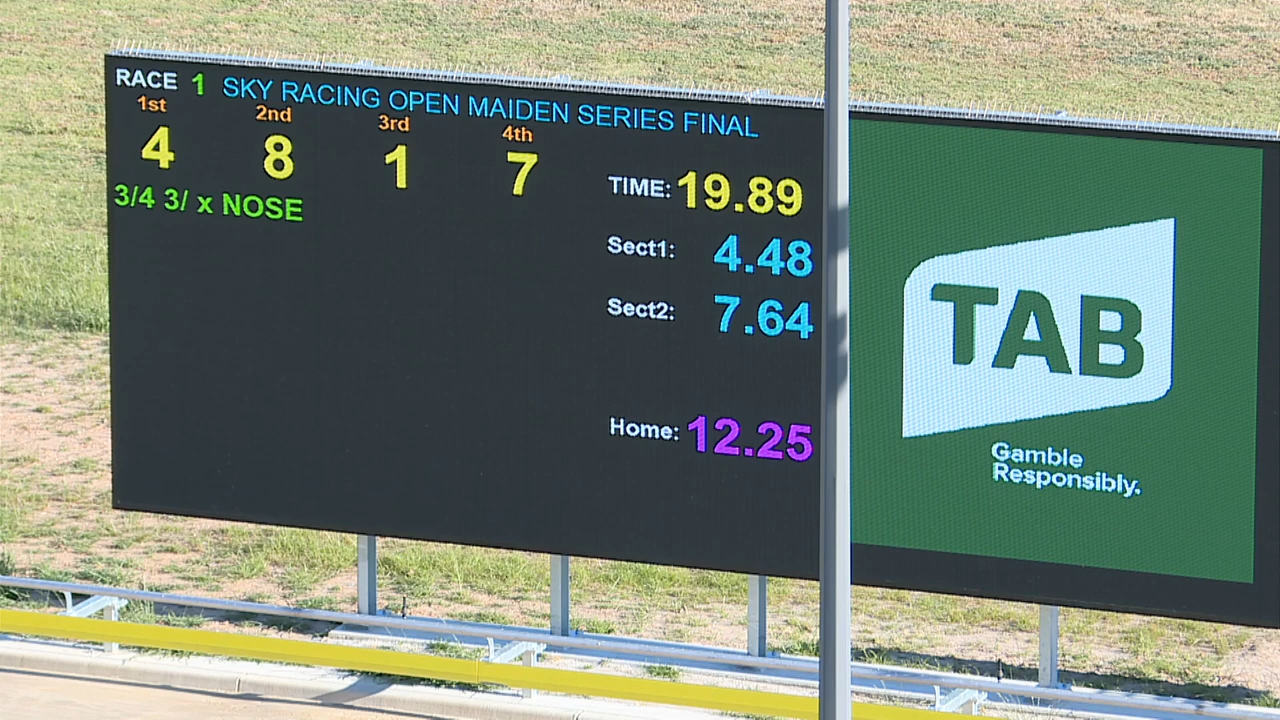 RACE 1 SKY RACING OPEN MAIDEN SERIES FINAL
1st 2nd 3rd 4th
4 8 1 7
3/4 3/ x NOSE
TIME: 19.89
Sect1: 4.48
Sect2: 7.64
Home: 12.25
TAB
Gamble
Responsibly.